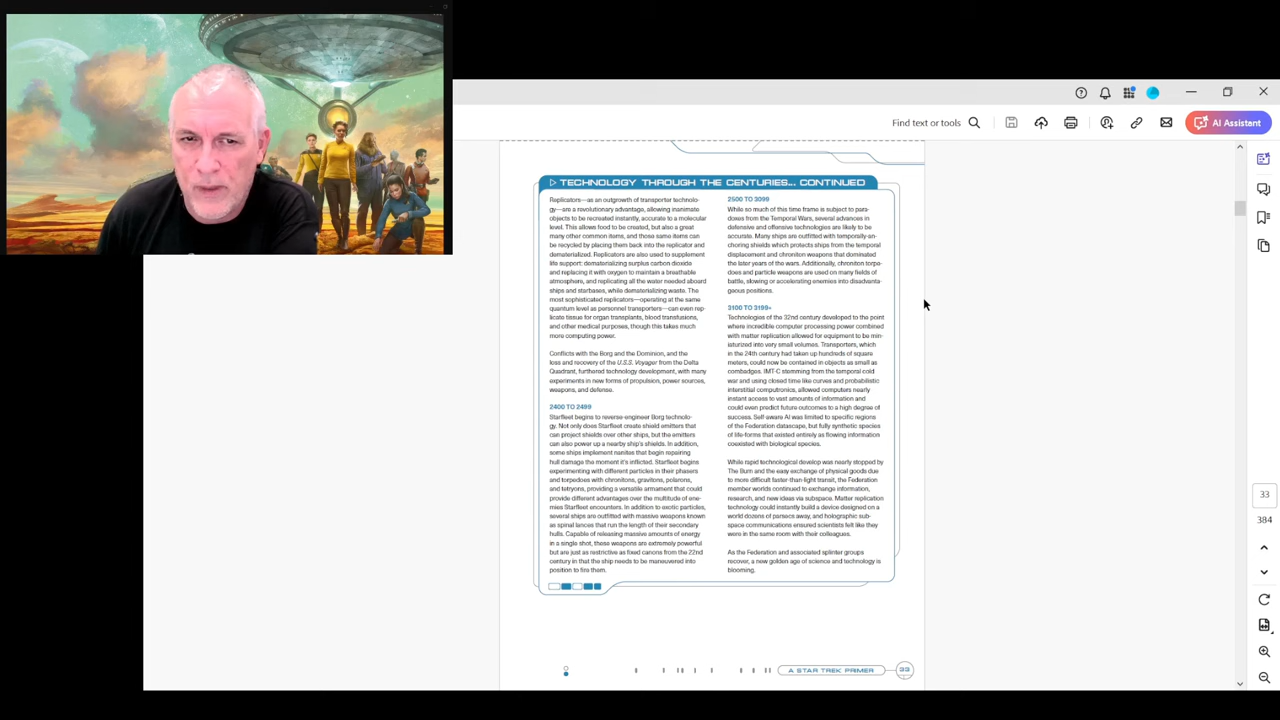 Find text or tools
AI Assistant
TECHNOLOGY THROUGH THE CENTURIES... CONTINUED
Replicators—as an outgrowth of transporter technolo-
gy—are a revolutionary advantage, allowing inanimate
objects to be recreated instantly, accurate to a molecular
level. This allows food to be created, but also a great
many other common items, and those same items can
be recycled by placing them back into the replicator and
dematerialized. Replicators are also used to supplement
life support: dematerializing surplus carbon dioxide
and replacing it with oxygen to maintain a breathable
atmosphere, and replicating all the water needed aboard
ships and starbases, while dematerializing waste. The
most sophisticated replicators—operating at the same
quantum level as personnel transporters—can even rep-
licate tissue for organ transplants, blood transfusions,
and other medical purposes, though this takes much
more computing power.
Conflicts with the Borg and the Dominion, and the
loss and recovery of the U.S.S. Voyager from the Delta
Quadrant, furthered technology development, with many
experiments in new forms of propulsion, power sources,
weapons, and defense.
2400 TO 2499
Starfleet begins to reverse-engineer Borg technolo-
gy. Not only does Starfleet create shield emitters that
can project shields over other ships, but the emitters
can also power up a nearby ship's shields. In addition,
some ships implement nanites that begin repairing
hull damage the moment it's inflicted. Starfleet begins
experimenting with different particles in their phasers
and torpedoes with chronitons, gravitons, polarons,
and tetryons, providing a versatile armament that could
provide different advantages over the multitude of ene-
mies Starfleet encounters. In addition to exotic particles,
several ships are outfitted with massive weapons known
as spinal lances that run the length of their secondary
hulls. Capable of releasing massive amounts of energy
in a single shot, these weapons are extremely powerful
but are just as restrictive as fixed canons from the 22nd
century in that the ship needs to be maneuvered into
position to fire them.
2500 TO 3099
While so much of this time frame is subject to para-
doxes from the Temporal Wars, several advances in
defensive and offensive technologies are likely to be
accurate. Many ships are outfitted with temporally an-
choring shields which protects ships from the temporal
displacement and chroniton weapons that dominated
the later years of the wars. Additionally, chroniton torpe-
does and particle weapons are used on many fields of
battle, slowing or accelerating enemies into disadvanta-
geous positions.
3100 TO 3199+
Technologies of the 32nd century developed to the point
where incredible computer processing power combined
with matter replication allowed for equipment to be min-
iaturized into very small volumes. Transporters, which
in the 24th century had taken up hundreds of square
meters, could now be contained in objects as small as
combadges. IMT-C stemming from the temporal cold
war and using closed time like curves and probabilistic
interstitial computronics, allowed computers nearly
instant access to vast amounts of information and
could even predict future outcomes to a high degree of
success. Self-aware AI was limited to specific regions
of the Federation datascape, but fully synthetic species
of life-forms that existed entirely as flowing information
coexisted with biological species.
While rapid technological develop was nearly stopped by
The Burn and the easy exchange of physical goods due
to more difficult faster-than-light transit, the Federation
member worlds continued to exchange information,
research, and new ideas via subspace. Matter replication
technology could instantly build a device designed on a
world dozens of parsecs away, and holographic sub-
space communications ensured scientists felt like they
were in the same room with their colleagues.
As the Federation and associated splinter groups
recover, a new golden age of science and technology is
blooming.
A STAR TREK PRIMER
33
33
384